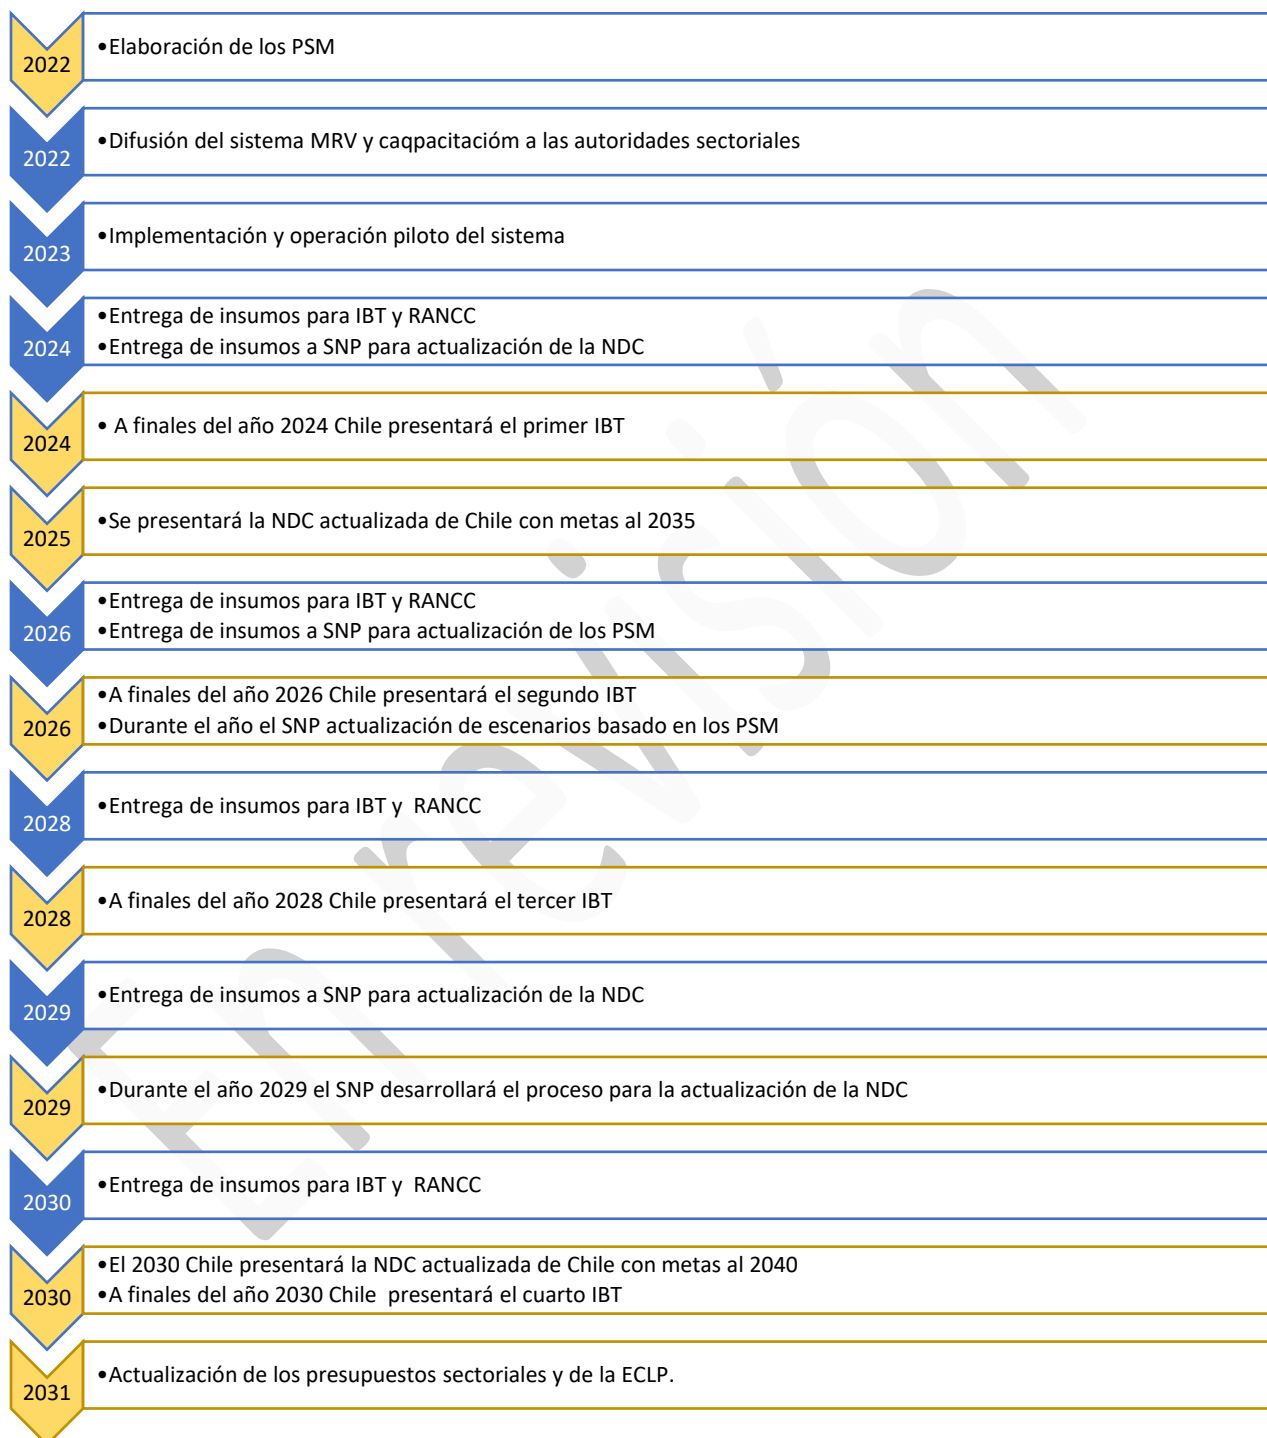 2022
•Elaboración de los PSM
2022
•Difusión del sistema MRV y caqpacitacióm a las autoridades sectoriales
2023
•Implementación y operación piloto del sistema
2024
•Entrega de insumos para IBT y RANCC
•Entrega de insumos a SNP para actualización de la NDC
2024
• A finales del año 2024 Chile presentará el primer IBT
2025
•Se presentará la NDC actualizada de Chile con metas al 2035
2026
•Entrega de insumos para IBT y RANCC
•Entrega de insumos a SNP para actualización de los PSM
2026
•A finales del año 2026 Chile presentará el segundo IBT
•Durante el año el SNP actualización de escenarios basado en los PSM
2028
•Entrega de insumos para IBT y  RANCC
2028
•A finales del año 2028 Chile presentará el tercer IBT
2029
•Entrega de insumos a SNP para actualización de la NDC
2029
•Durante el año 2029 el SNP desarrollará el proceso para la actualización de la NDC
2030
•Entrega de insumos para IBT y  RANCC
2030
•El 2030 Chile presentará la NDC actualizada de Chile con metas al 2040
•A finales del año 2030 Chile  presentará el cuarto IBT
2031
•Actualización de los presupuestos sectoriales y de la ECLP.
En revisión